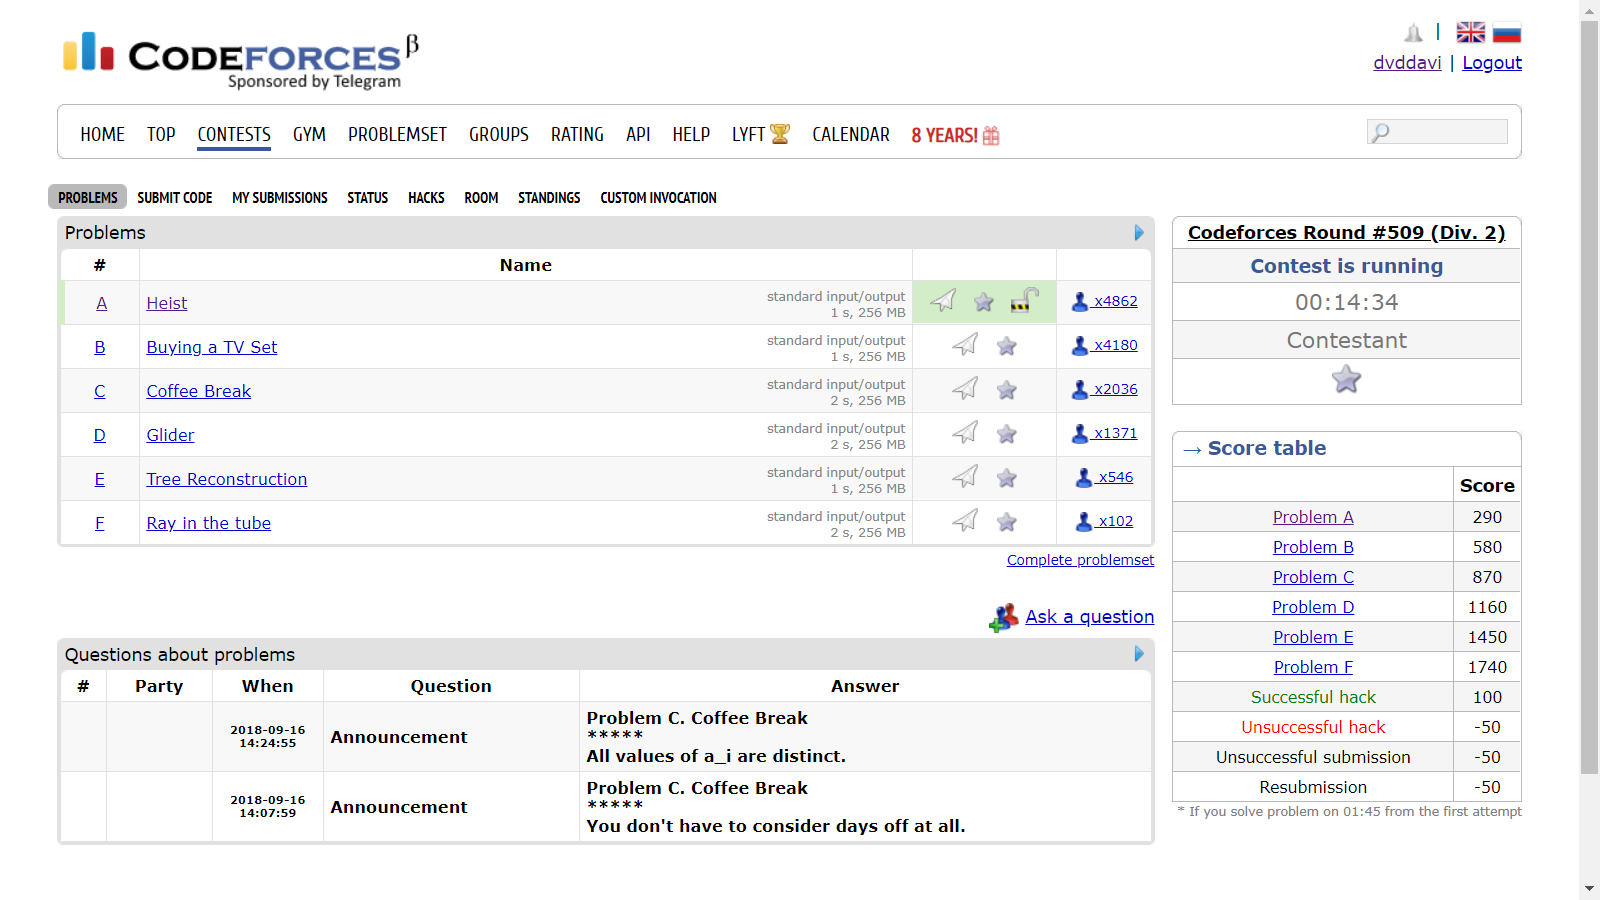 CODEFORCES β
Sponsored by Telegram
|
dvddavi | Logout
HOME TOP CONTESTS GYM PROBLEMSET GROUPS RATING API HELP LYFT CALENDAR 8 YEARS!
PROBLEMS SUBMIT CODE MY SUBMISSIONS STATUS HACKS ROOM STANDINGS CUSTOM INVOCATION
Problems
# Name
A Heist standard input/output x4862
1 s, 256 MB
B Buying a TV Set standard input/output x4180
1 s, 256 MB
C Coffee Break standard input/output x2036
2 s, 256 MB
D Glider standard input/output x1371
2 s, 256 MB
E Tree Reconstruction standard input/output x546
1 s, 256 MB
F Ray in the tube standard input/output x102
2 s, 256 MB
Complete problemset
Ask a question
Questions about problems
# Party When Question Answer
2018-09-16
14:24:55
Announcement
Problem C. Coffee Break
*****
All values of a_i are distinct.
2018-09-16
14:07:59
Announcement
Problem C. Coffee Break
*****
You don't have to consider days off at all.
Codeforces Round #509 (Div. 2)
Contest is running
00:14:34
Contestant
→ Score table
Score
Problem A 290
Problem B 580
Problem C 870
Problem D 1160
Problem E 1450
Problem F 1740
Successful hack 100
Unsuccessful hack -50
Unsuccessful submission -50
Resubmission -50
* If you solve problem on 01:45 from the first attempt